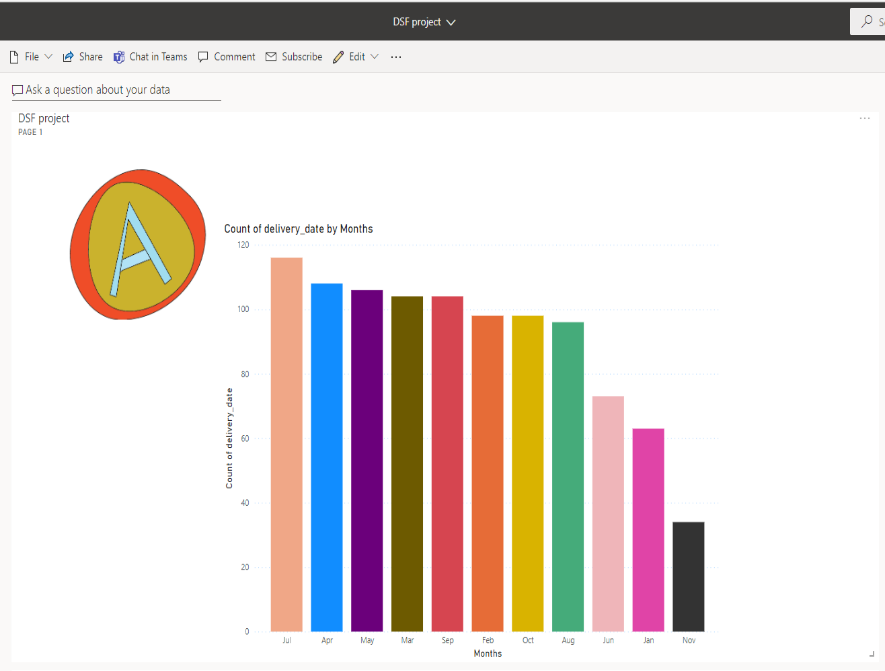 DSF project
File Share Chat in Teams Comment Subscribe Edit ...
Ask a question about your data
DSF project
PAGE 1
A
Count of delivery_date by Months
120
100
80
60
40
20
0
Count of delivery_date
Jul Apr May Mar Sep Feb Oct Aug Jun Jan Nov
Months